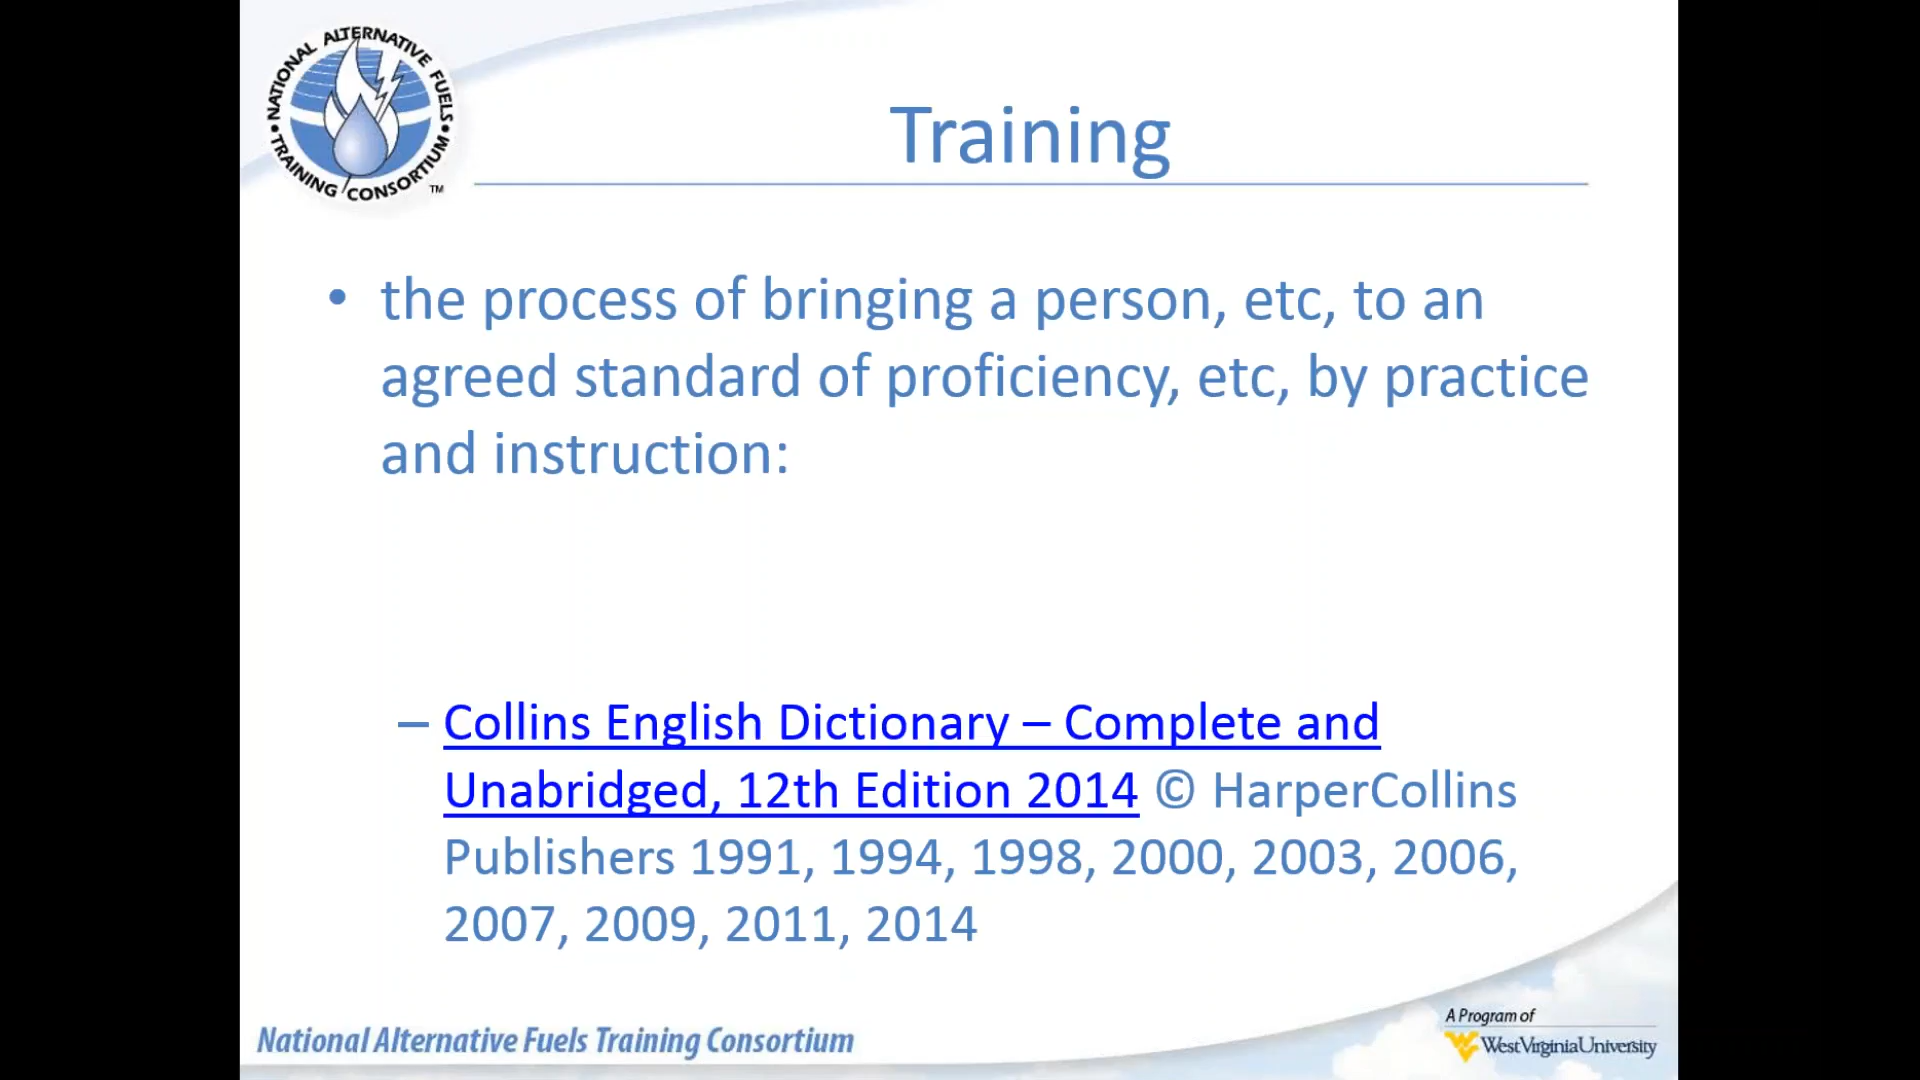 NATIONAL ALTERNATIVE FUELS
• TRAINING CONSORTIUM •
TM
Training
• the process of bringing a person, etc, to an
agreed standard of proficiency, etc, by practice
and instruction:
– Collins English Dictionary – Complete and
Unabridged, 12th Edition 2014 © HarperCollins
Publishers 1991, 1994, 1998, 2000, 2003, 2006,
2007, 2009, 2011, 2014
National Alternative Fuels Training Consortium
A Program of
WestVirginiaUniversity